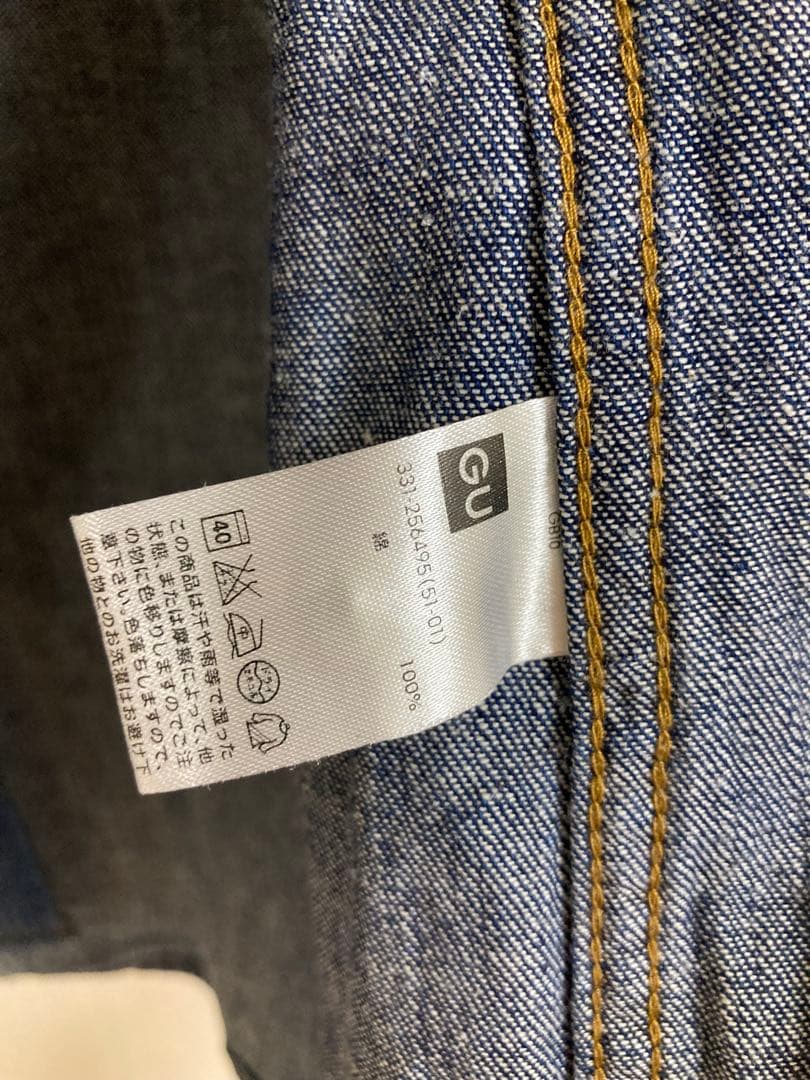 GU
331-256495(51-01)
綿 100%
40
この商品は汗や雨等で湿った
状態、または摩擦によって、他
の物に色移りしますのでご注
意下さい。色落ちしますので、
他の物とのお洗濯はお避け下